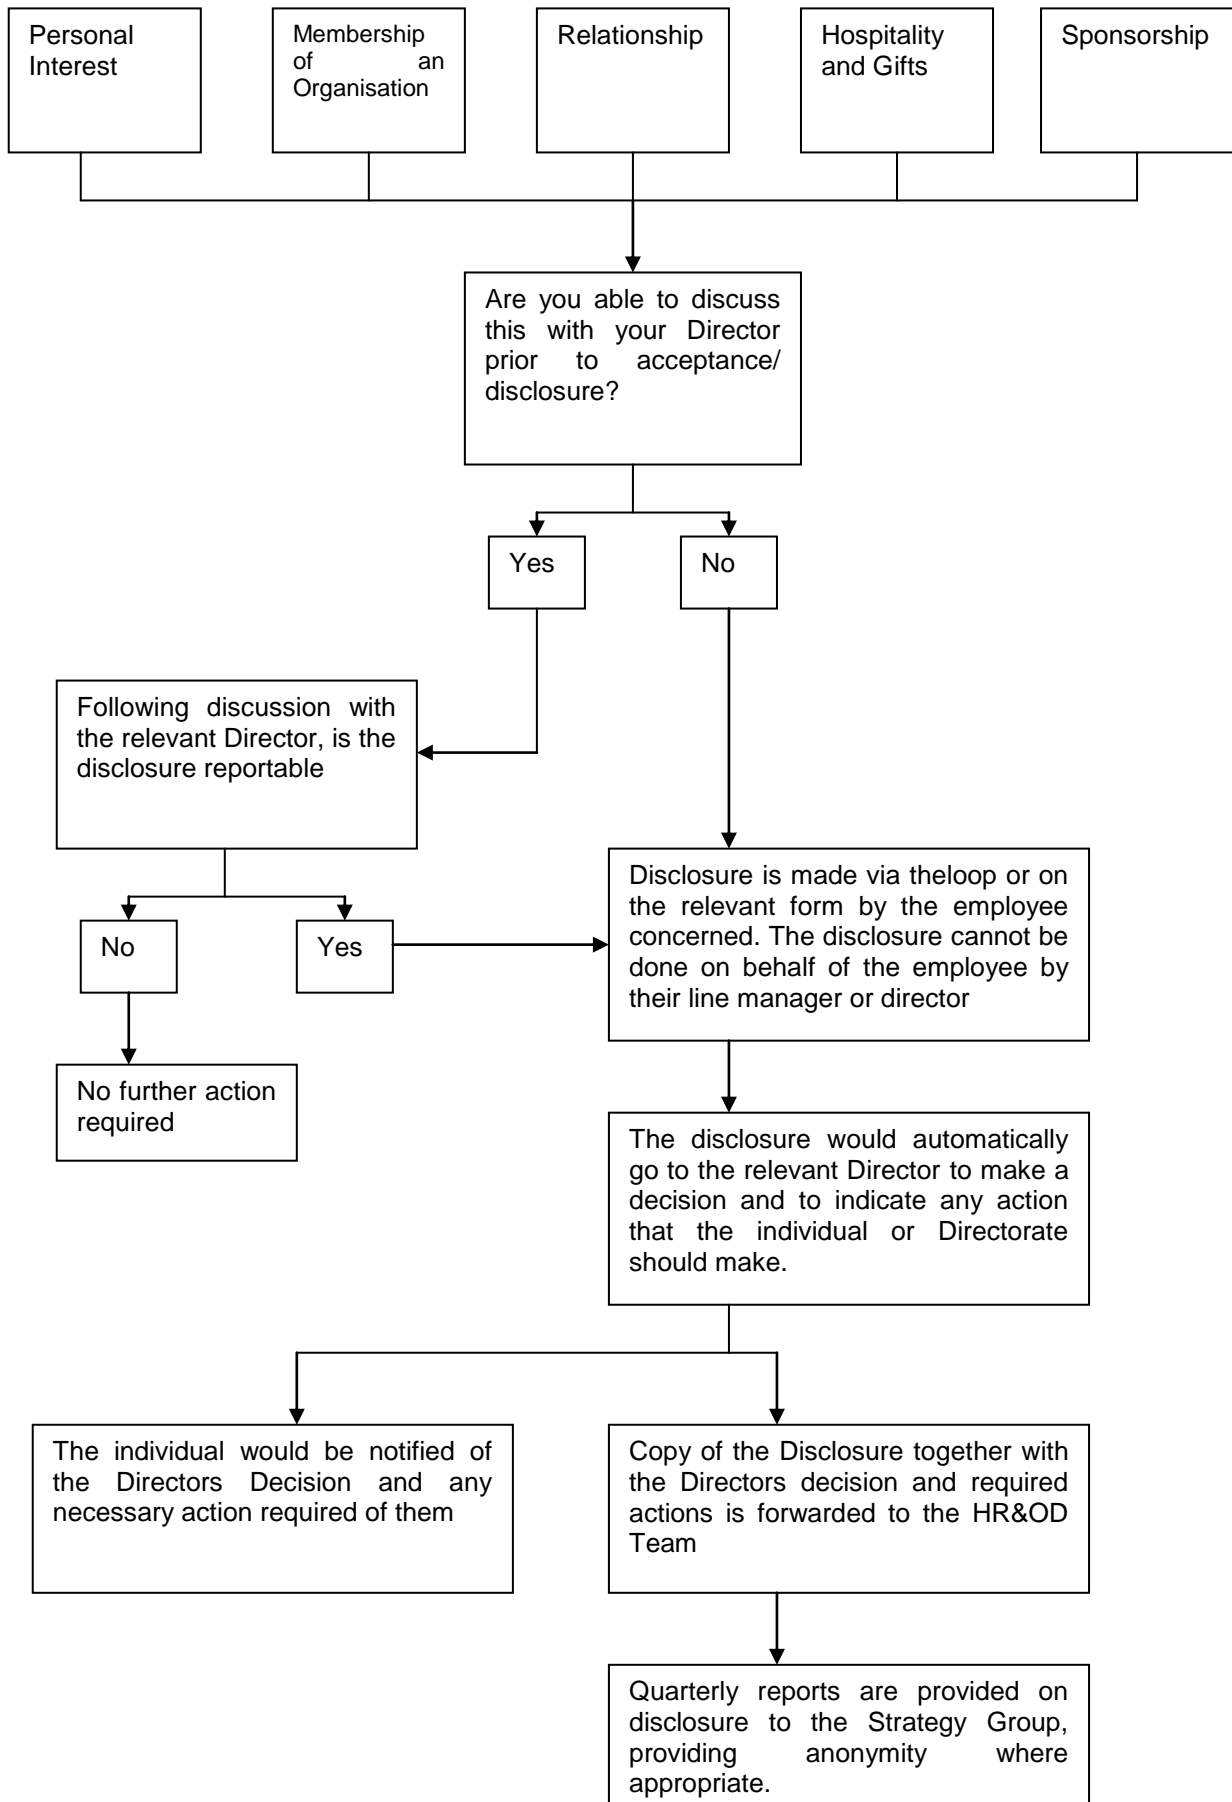 Personal
Interest
Membership
of an
Organisation
Relationship
Hospitality
and Gifts
Sponsorship
Are you able to discuss
this with your Director
prior to acceptance/
disclosure?
Yes
No
Following discussion with
the relevant Director, is the
disclosure reportable
No
Yes
Disclosure is made via theloop or on
the relevant form by the employee
concerned. The disclosure cannot be
done on behalf of the employee by
their line manager or director
No further action
required
The disclosure would automatically
go to the relevant Director to make a
decision and to indicate any action
that the individual or Directorate
should make.
The individual would be notified of
the Directors Decision and any
necessary action required of them
Copy of the Disclosure together with
the Directors decision and required
actions is forwarded to the HR&OD
Team
Quarterly reports are provided on
disclosure to the Strategy Group,
providing anonymity where
appropriate.